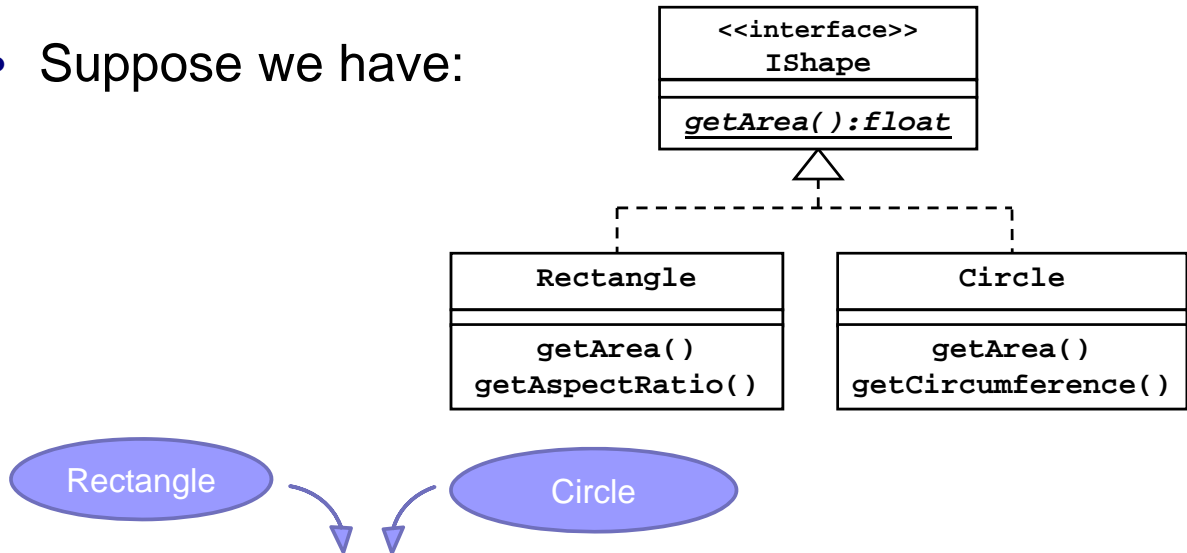 • Suppose we have:
<<interface>>
IShape
getArea():float
Rectangle
getArea()
getAspectRatio()
Circle
getArea()
getCircumference()
Rectangle
Circle